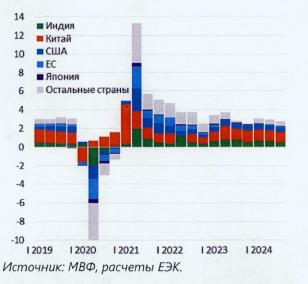 14
12
10
8
6
4
2
0
-2
-4
-6
-8
-10
Индия
Китай
США
ЕС
Япония
Остальные страны
I 2019 I 2020 I 2021 I 2022 I 2023 I 2024
Источник: МВФ, расчеты ЕЭК.